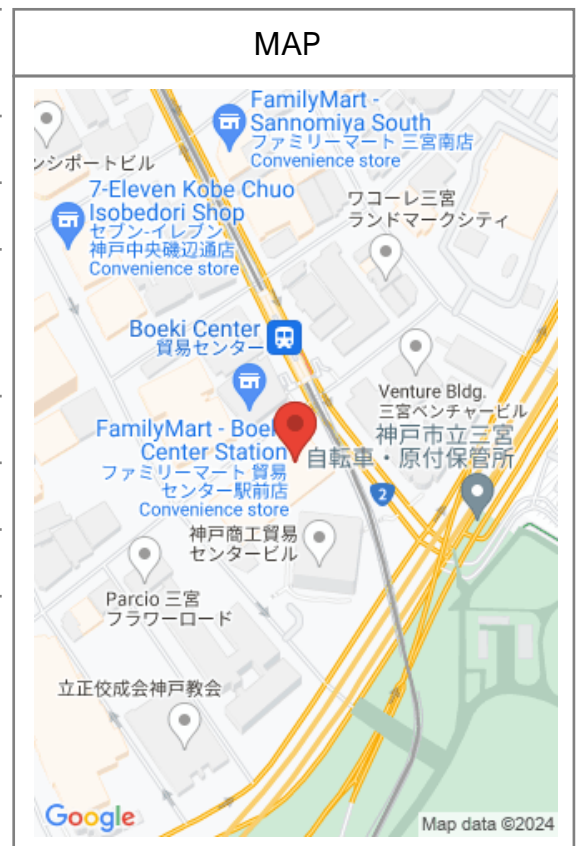 MAP
FamilyMart -
Sannomiya South
ファミリーマート 三宮南店
Convenience store
ンシポートビル
7-Eleven Kobe Chuo
Isobedori Shop
セブン-イレブン
神戸中央磯辺通店
Convenience store
ワコーレ三宮
ランドマークシティ
Boeki Center
貿易センター
Venture Bldg.
三宮ベンチャービル
FamilyMart - Boeki
Center Station
ファミリーマート 貿易
センター駅前店
Convenience store
神戸市立三宮
自転車・原付保管所
2
神戸商工貿易
センタービル
Parcio 三宮
フラワーロード
立正佼成会神戸教会
Google
Map data ©2024